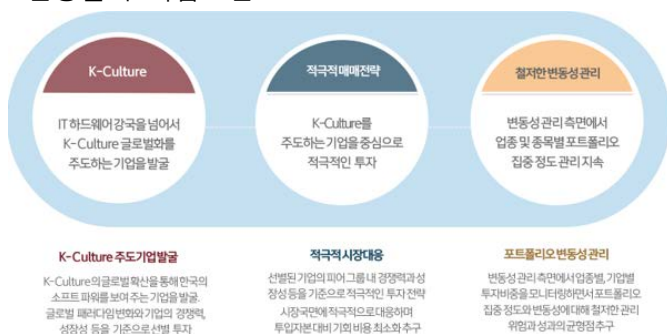 K-Culture
IT 하드웨어 강국을 넘어서
K-Culture 글로벌화를
주도하는 기업을 발굴
적극적 매매전략
K-Culture를
주도하는 기업을 중심으로
적극적인 투자
철저한 변동성 관리
변동성 관리 측면에서
업종 및 종목별 포트폴리오
집중 정도 관리 지속
K-Culture 주도기업 발굴
K-Culture의 글로벌 확산을 통해 한국의
소프트 파워를 보여 주는 기업을 발굴.
글로벌 패러다임 변화와 기업의 경쟁력,
성장성 등을 기준으로 선별 투자
적극적 시장대응
선별된 기업의 피어그룹 내 경쟁력과 성
장성 등을 기준으로 적극적인 투자 전략
시장국면에 적극적으로 대응하며
투입자본 대비 기회 비용 최소화 추구
포트폴리오 변동성 관리
변동성 관리 측면에서 업종별, 기업별
투자비중을 모니터링하면서 포트폴리오
집중 정도와 변동성에 대해 철저한 관리
위험과 성과의 균형점 추구